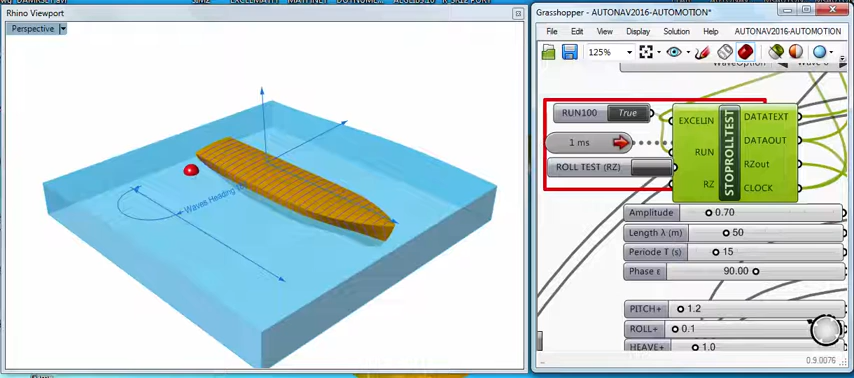 Rhino Viewport
Perspective
Waves Heading
Grasshopper - AUTONAV2016-AUTOMOTION*
File Edit View Display Solution Help AUTONAV2016-AUTOMOTION
125%
WaveOption
RUN100 True
1 ms
ROLL TEST (RZ)
EXCELIN
RUN
RZ
STOPROLLTEST
DATATEXT
DATAOUT
RZout
CLOCK
Amplitude 0.70
Length λ (m) 50
Periode T (s) 15
Phase ε 90.00
PITCH+ 1.2
ROLL+ 0.1
HEAVE+ 1.0
0.9.0076